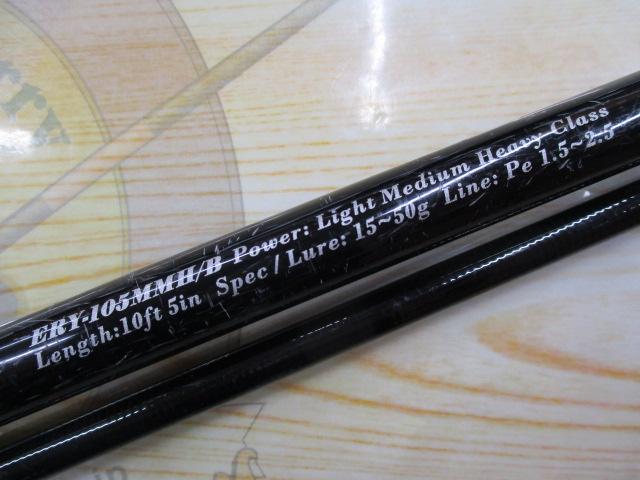 ERY-105MMH/B Power: Light Medium Heavy Class
Length:10ft 5in Spec/Lure: 15~50g Line: Pe 1.5~2.5